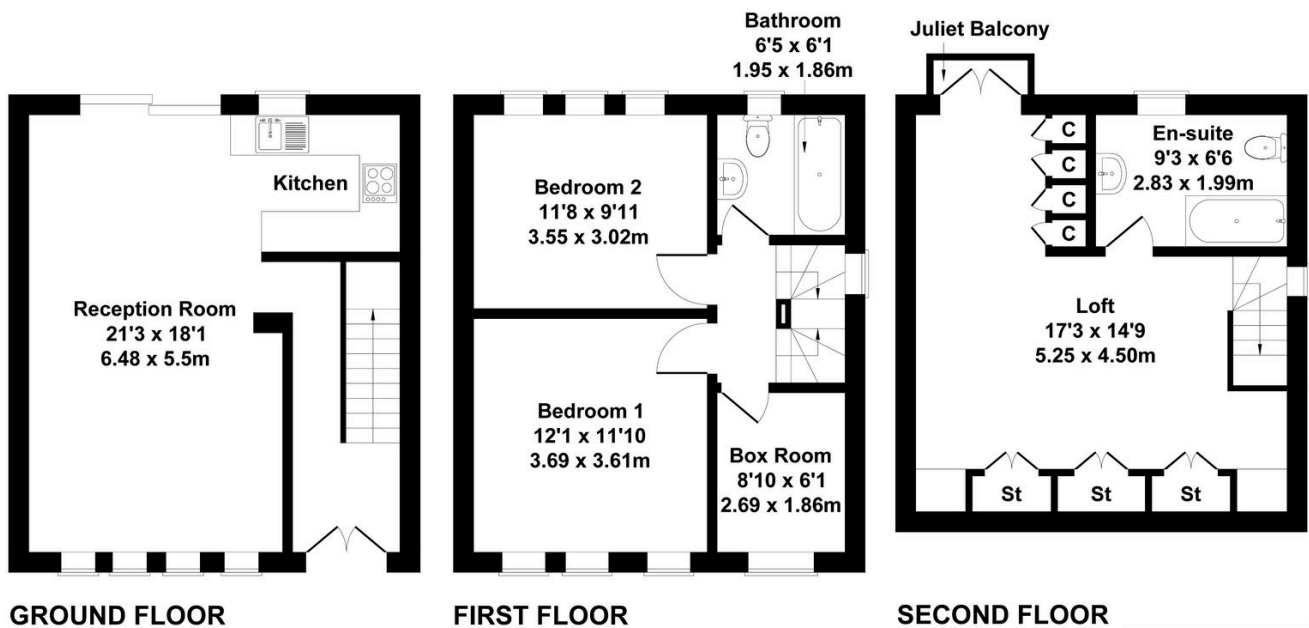 Bathroom
6'5 x 6'1
1.95 x 1.86m
Juliet Balcony
Kitchen
Reception Room
21'3 x 18'1
6.48 x 5.5m
GROUND FLOOR
Bedroom 2
11'8 x 9'11
3.55 x 3.02m
Bedroom 1
12'1 x 11'10
3.69 x 3.61m
Box Room
8'10 x 6'1
2.69 x 1.86m
FIRST FLOOR
C
C
C
C
En-suite
9'3 x 6'6
2.83 x 1.99m
Loft
17'3 x 14'9
5.25 x 4.50m
St
St
St
SECOND FLOOR